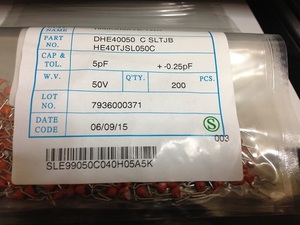 NAME
PART NO. DHE40050 C SLTJB
HE40TJSL050C
CAP & TOL. 5pF + -0.25pF
W.V. 50V Q'TY. 200 PCS.
LOT NO. 7936000371
DATE CODE 06/09/15
S
003
SLE99050C040H05A5K